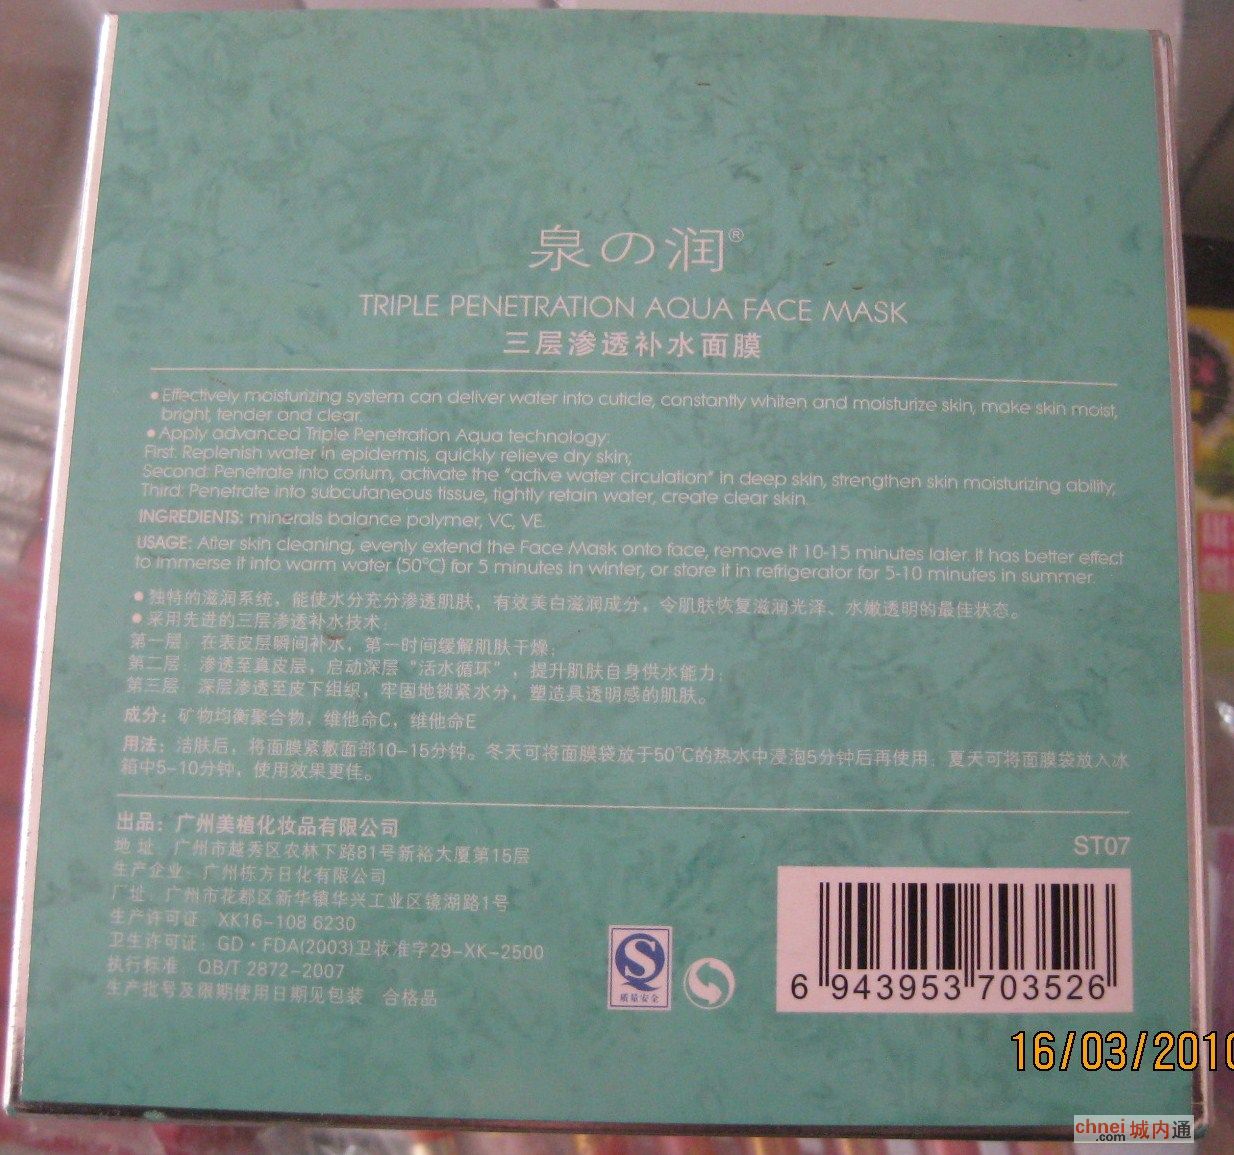 泉の润®
TRIPLE PENETRATION AQUA FACE MASK
三层渗透补水面膜
• Effectively moisturizing system can deliver water into cuticle, constantly whiten and moisturize skin, make skin moist,
bright, tender and clear.
• Apply advanced Triple Penetration Aqua technology:
First: Replenish water in epidermis, quickly relieve dry skin;
Second: Penetrate into corium, activate the "active water circulation" in deep skin, strengthen skin moisturizing ability;
Third: Penetrate into subcutaneous tissue, tightly retain water, create clear skin.
INGREDIENTS: minerals balance polymer, VC, VE.
USAGE: After skin cleaning, evenly extend the Face Mask onto face, remove it 10-15 minutes later. It has better effect
to immerse it into warm water (50°C) for 5 minutes in winter, or store it in refrigerator for 5-10 minutes in summer.
• 独特的滋润系统，能使水分充分渗透肌肤，有效美白滋润成分，令肌肤恢复滋润光泽、水嫩透明的最佳状态。
• 采用先进的三层渗透补水技术：
第一层：在表皮层瞬间补水，第一时间缓解肌肤干燥；
第二层：渗透至真皮层，启动深层“活水循环”，提升肌肤自身供水能力；
第三层：深层渗透至皮下组织，牢固地锁紧水分，塑造具透明感的肌肤。
成分：矿物均衡聚合物，维他命C，维他命E
用法：洁肤后，将面膜紧敷面部10-15分钟。冬天可将面膜袋放于50°C的热水中浸泡5分钟后再使用；夏天可将面膜袋放入冰
箱中5-10分钟，使用效果更佳。
出品：广州美植化妆品有限公司
地址：广州市越秀区农林下路81号新裕大厦第15层
生产企业：广州栋方日化有限公司
厂址：广州市花都区新华镇华兴工业区镜湖路1号
生产许可证：XK16-108 6230
卫生许可证：GD·FDA(2003)卫妆准字29-XK-2500
执行标准：QB/T 2872-2007
生产批号及限期使用日期见包装 合格品
ST07
质量安全
6 943953 703526
16/03/2010
chnei.com 城内通